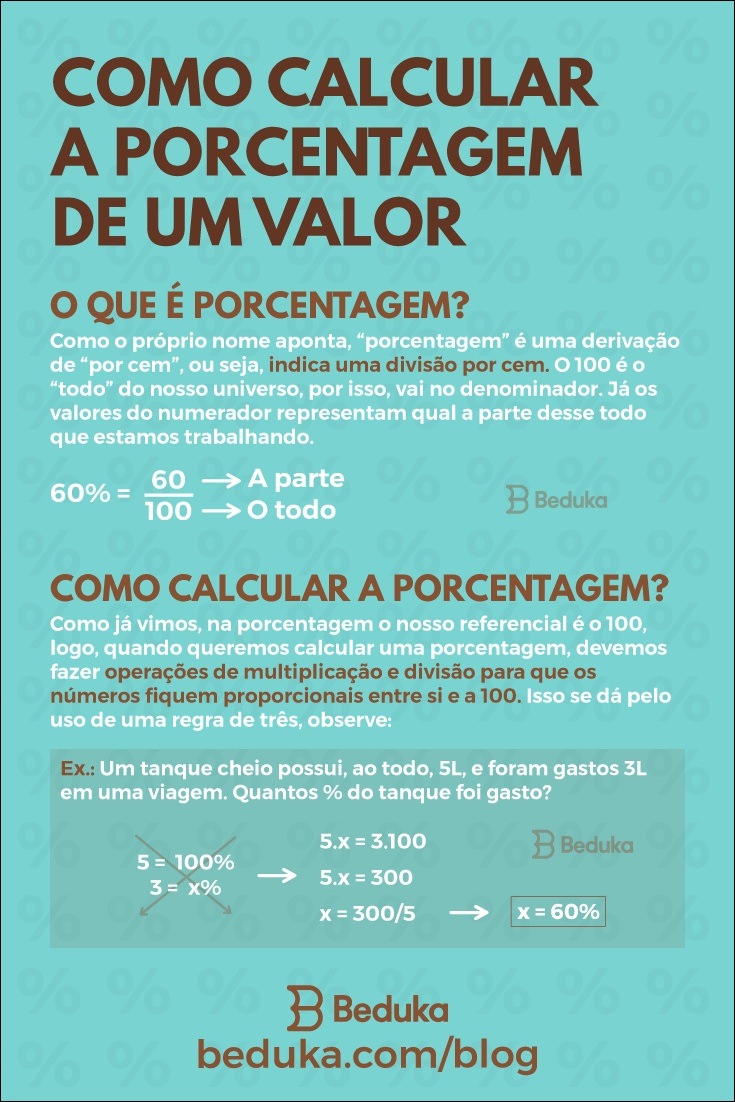 COMO CALCULAR
A PORCENTAGEM
DE UM VALOR
O QUE É PORCENTAGEM?
Como o próprio nome aponta, “porcentagem” é uma derivação
de “por cem”, ou seja, indica uma divisão por cem. O 100 é o
“todo” do nosso universo, por isso, vai no denominador. Já os
valores do numerador representam qual a parte desse todo
que estamos trabalhando.
60% = 60/100
60 → A parte
100 → O todo
Beduka
COMO CALCULAR A PORCENTAGEM?
Como já vimos, na porcentagem o nosso referencial é o 100,
logo, quando queremos calcular uma porcentagem, devemos
fazer operações de multiplicação e divisão para que os
números fiquem proporcionais entre si e a 100. Isso se dá pelo
uso de uma regra de três, observe:
Ex.: Um tanque cheio possui, ao todo, 5L, e foram gastos 3L
em uma viagem. Quantos % do tanque foi gasto?
5 = 100%
3 = x%
5.x = 3.100
5.x = 300
x = 300/5
x = 60%
Beduka
Beduka
beduka.com/blog